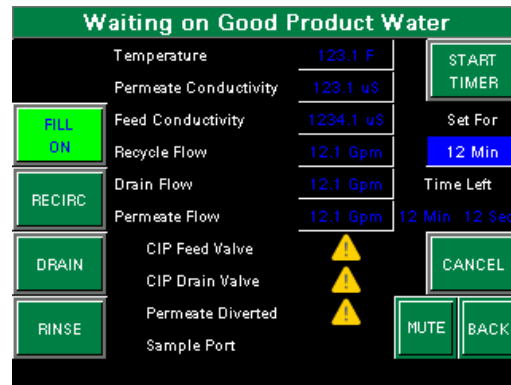 Waiting on Good Product Water
Temperature 123.1 F START TIMER
Permeate Conductivity 123.1 uS
FILL ON Feed Conductivity 1234.1 uS Set For
Recycle Flow 12.1 Gpm 12 Min
RECIRC Drain Flow 12.1 Gpm Time Left
Permeate Flow 12.1 Gpm 12 Min 12 Sec
DRAIN CIP Feed Valve CANCEL
CIP Drain Valve
RINSE Permeate Diverted MUTE BACK
Sample Port